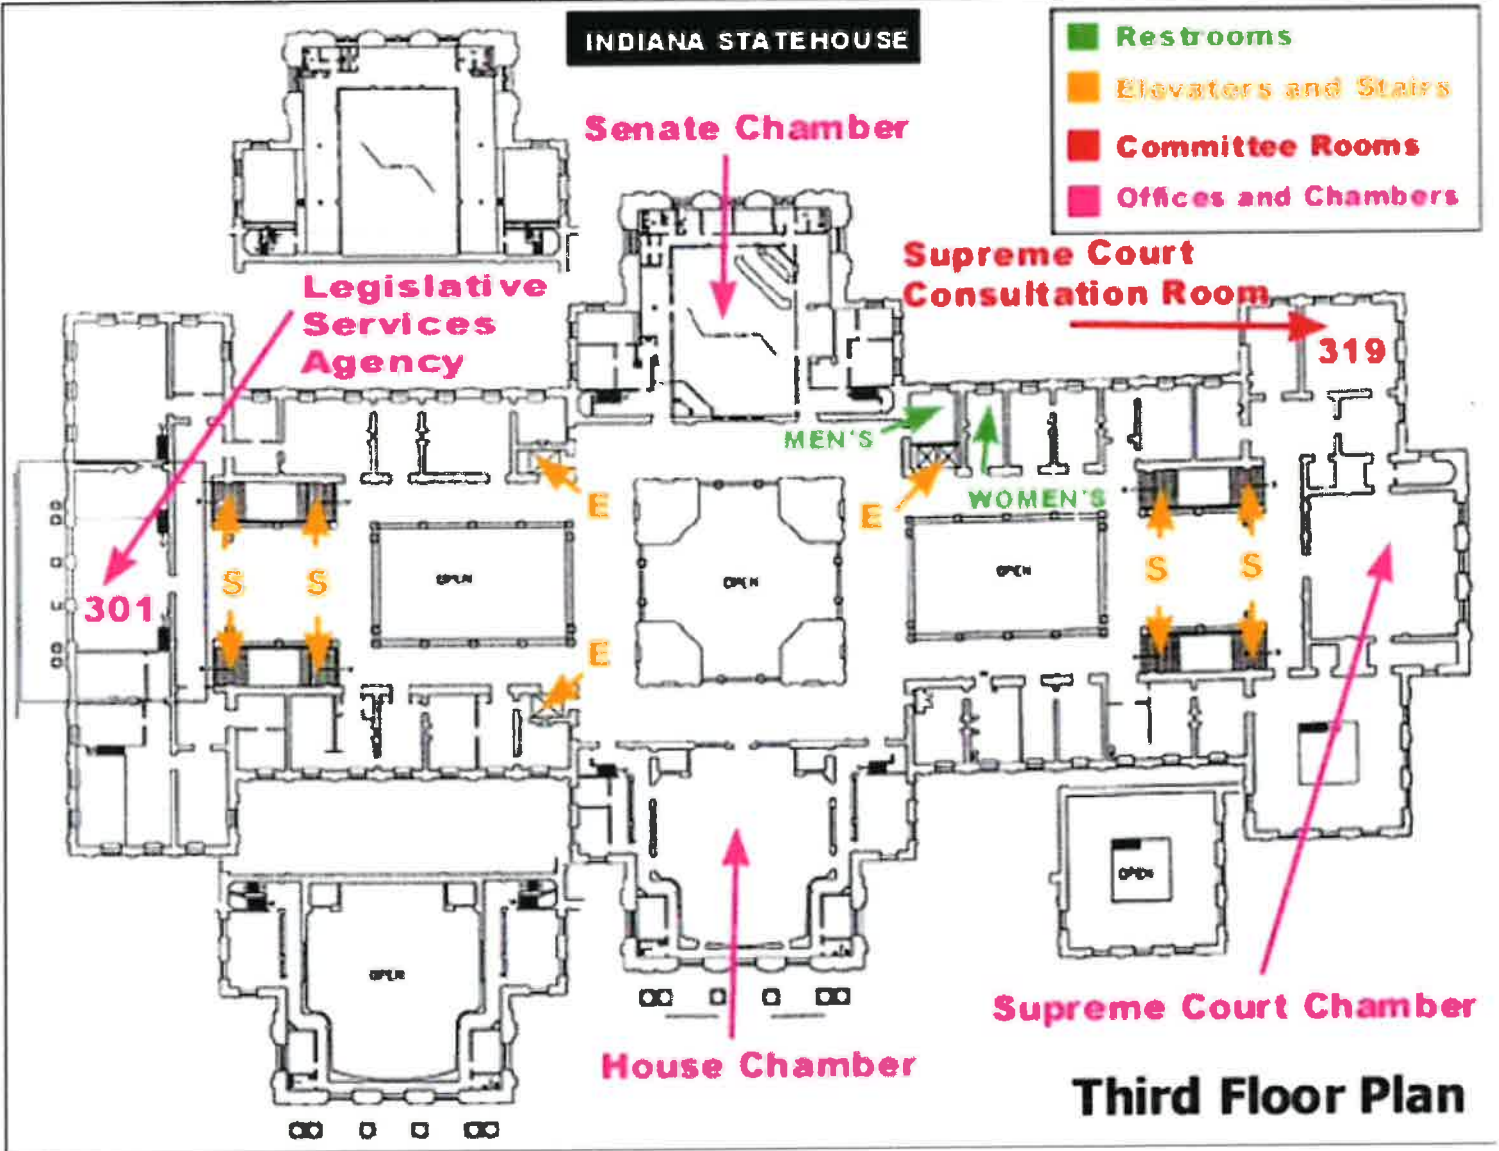 INDIANA STATEHOUSE
Restrooms
Elevaters and Stairs
Committee Rooms
Offices and Chambers
Senate Chamber
Supreme Court
Consultation Room
319
Legislative
Services
Agency
MEN'S
WOMEN'S
E
E
S
S
OPEN
OPEN
OPEN
S
S
301
E
OPEN
OPEN
Supreme Court Chamber
House Chamber
Third Floor Plan